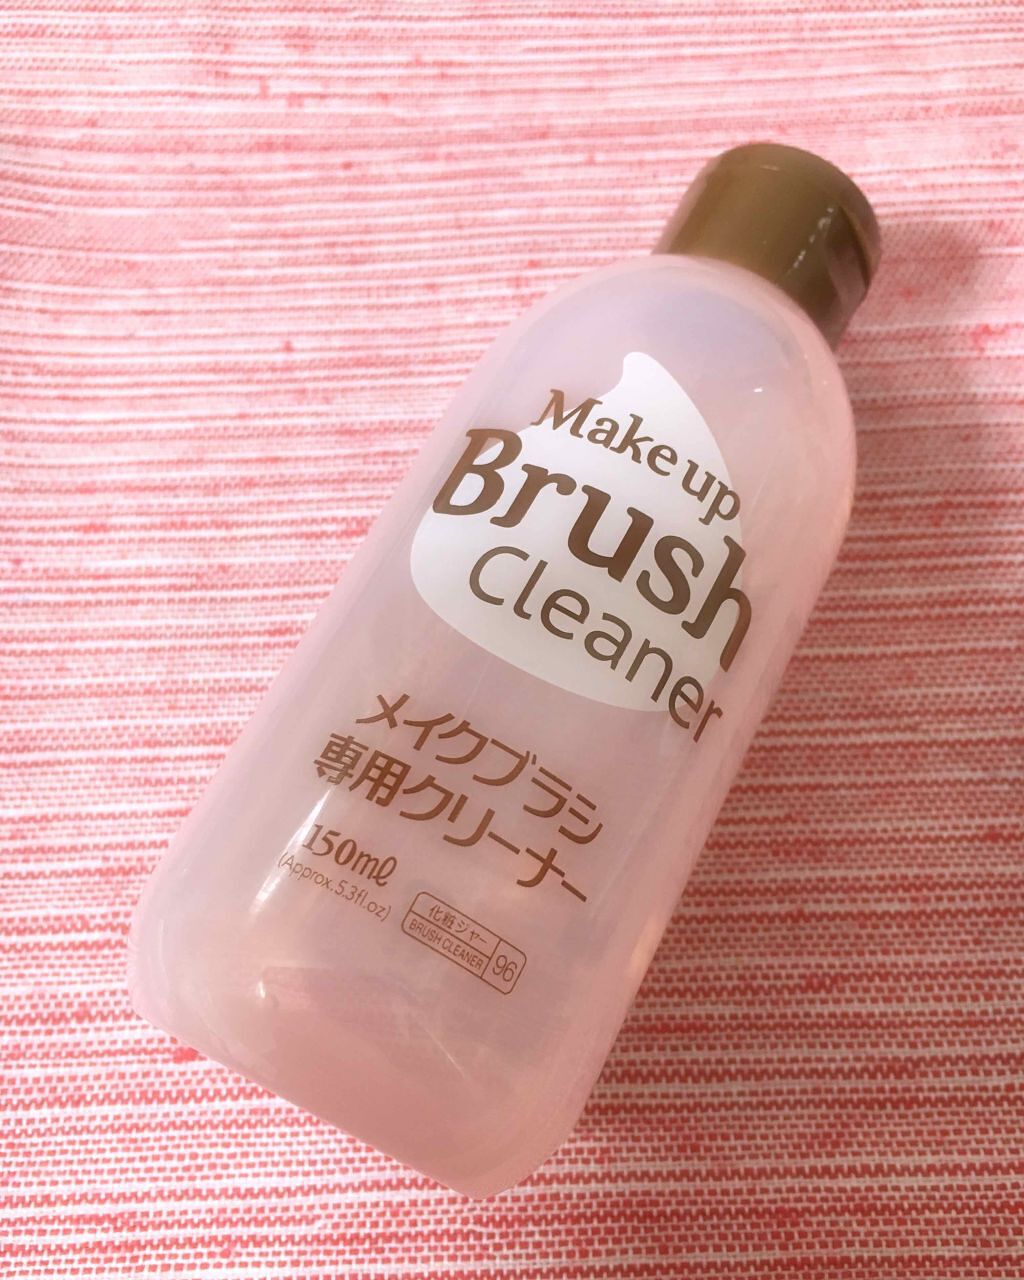 Make up
Brush
Cleaner
メイクブラシ
専用クリーナー
150ml
(Approx.5.3fl.oz)
化粧ジャー
BRUSH CLEANER
96